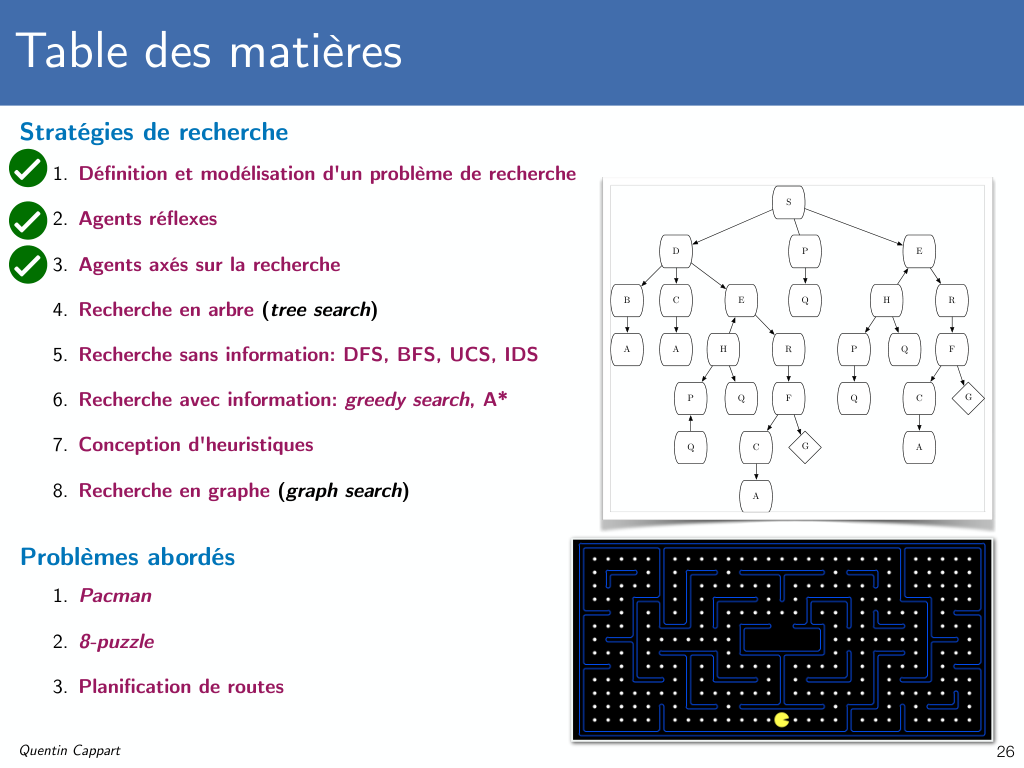 Table des matières
Stratégies de recherche
1. Définition et modélisation d'un problème de recherche
2. Agents réflexes
3. Agents axés sur la recherche
4. Recherche en arbre (tree search)
5. Recherche sans information: DFS, BFS, UCS, IDS
6. Recherche avec information: greedy search, A*
7. Conception d'heuristiques
8. Recherche en graphe (graph search)
S
D P E
B C E Q H R
A A H R P Q F
P Q F Q C G
Q C G A
A
Problèmes abordés
1. Pacman
2. 8-puzzle
3. Planification de routes
Quentin Cappart
26